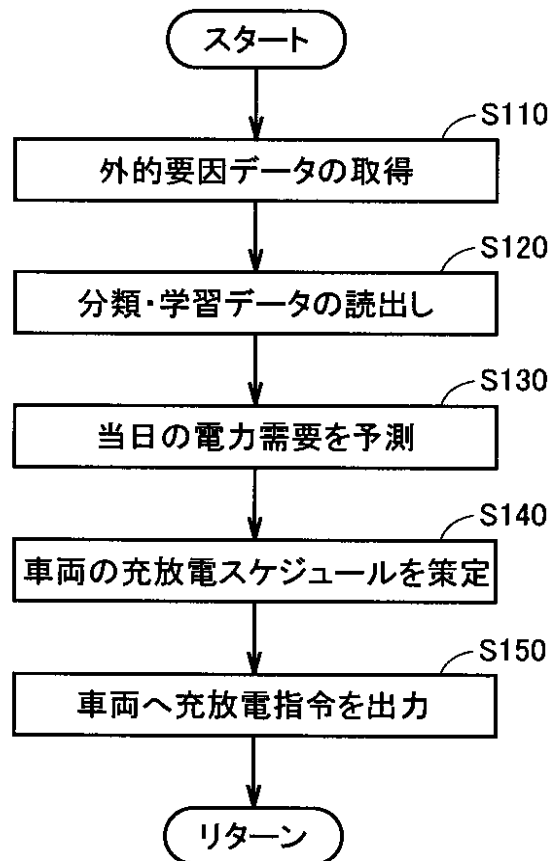 スタート
S110
外的要因データの取得
S120
分類・学習データの読出し
S130
当日の電力需要を予測
S140
車両の充放電スケジュールを策定
S150
車両へ充放電指令を出力
リターン